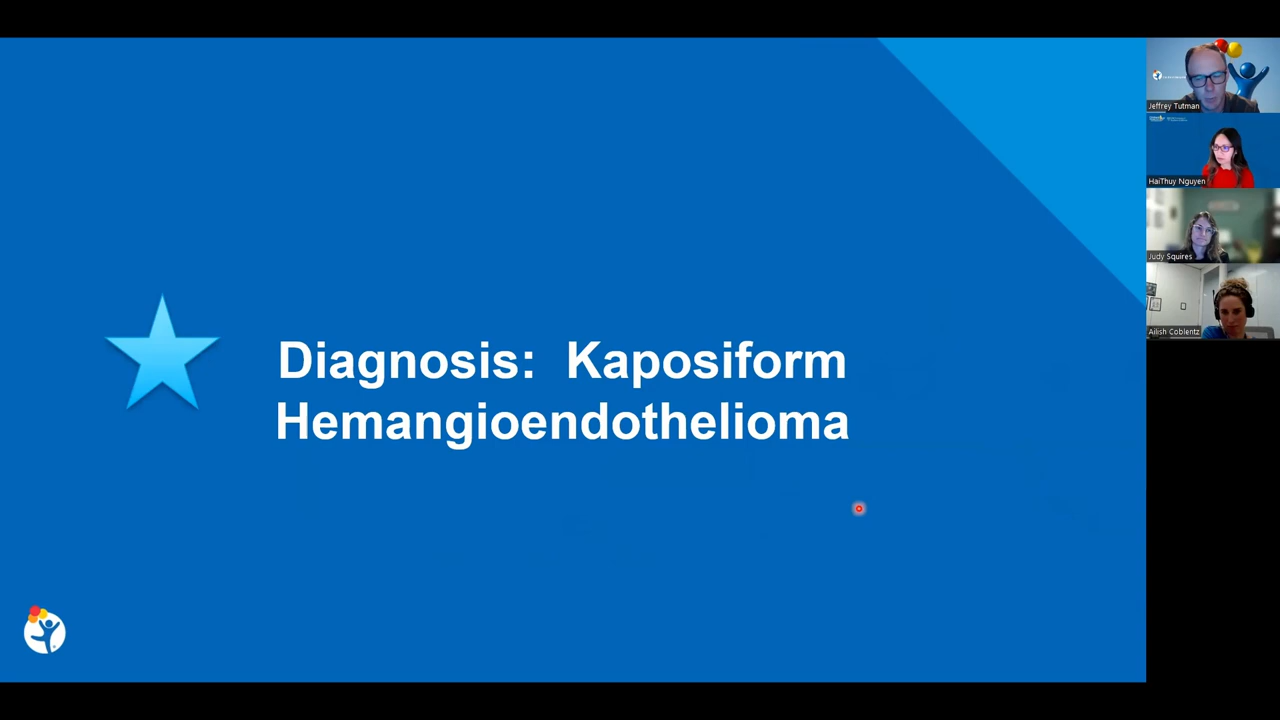 Diagnosis:  Kaposiform
Hemangioendothelioma
Jeffrey Tutman
HaiThuy Nguyen
Judy Squires
Ailish Coblentz